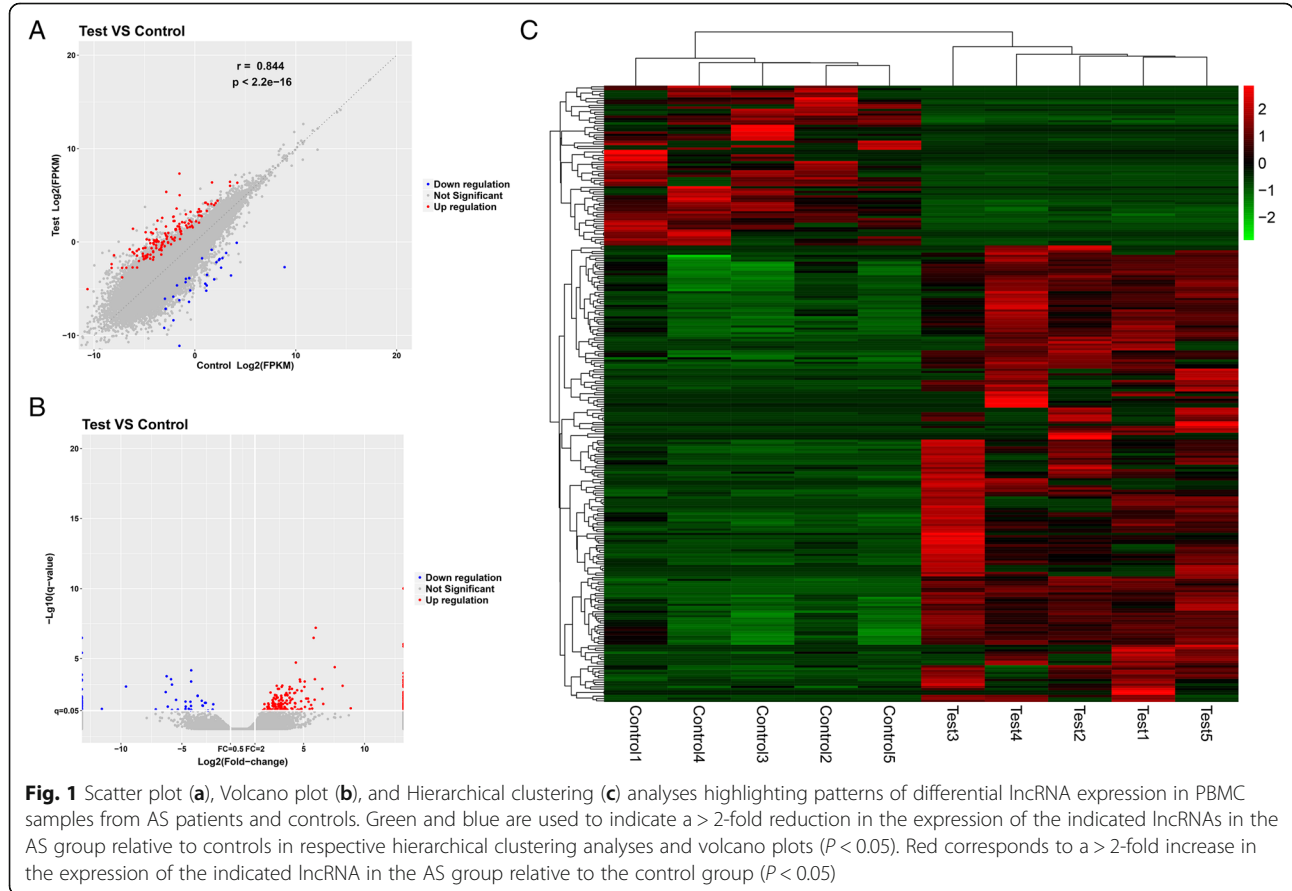 A
Test VS Control
r = 0.844
p < 2.2e−16
20
10
0
−10
Test Log2(FPKM)
−10
0
10
20
Control Log2(FPKM)
Down regulation
Not Significant
Up regulation
B
Test VS Control
20
15
10
5
q=0.05
−Lg10(q−value)
−10
−5
FC=0.5
FC=2
5
10
Log2(Fold−change)
Down regulation
Not Significant
Up regulation
C
2
1
0
−1
−2
Control1
Control4
Control3
Control2
Control5
Test3
Test4
Test2
Test1
Test5
Fig. 1 Scatter plot (a), Volcano plot (b), and Hierarchical clustering (c) analyses highlighting patterns of differential lncRNA expression in PBMC
samples from AS patients and controls. Green and blue are used to indicate a > 2-fold reduction in the expression of the indicated lncRNAs in the
AS group relative to controls in respective hierarchical clustering analyses and volcano plots (P < 0.05). Red corresponds to a > 2-fold increase in
the expression of the indicated lncRNA in the AS group relative to the control group (P < 0.05)